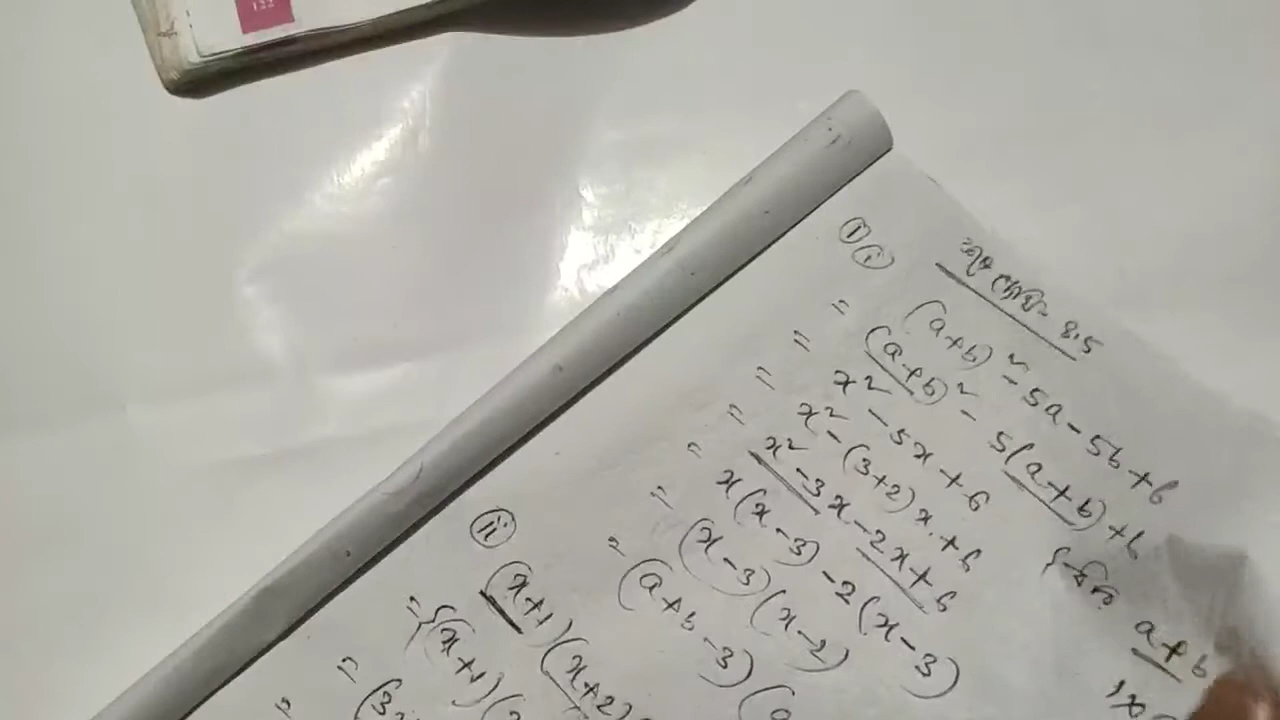 122
অনুশীলনী - 8.5
① ⓘ
(a+b)² - 5a - 5b + 6
= (a+b)² - 5(a+b) + 6
= x² - 5x + 6
= x² - (3+2)x + 6
= x² - 3x - 2x + 6
= x(x-3) - 2(x-3)
= (x-3)(x-2)
= (a+b-3)(a
a+b
ⓘⓘ
(x+1)(x+2)
= {(x+1)(
=
=